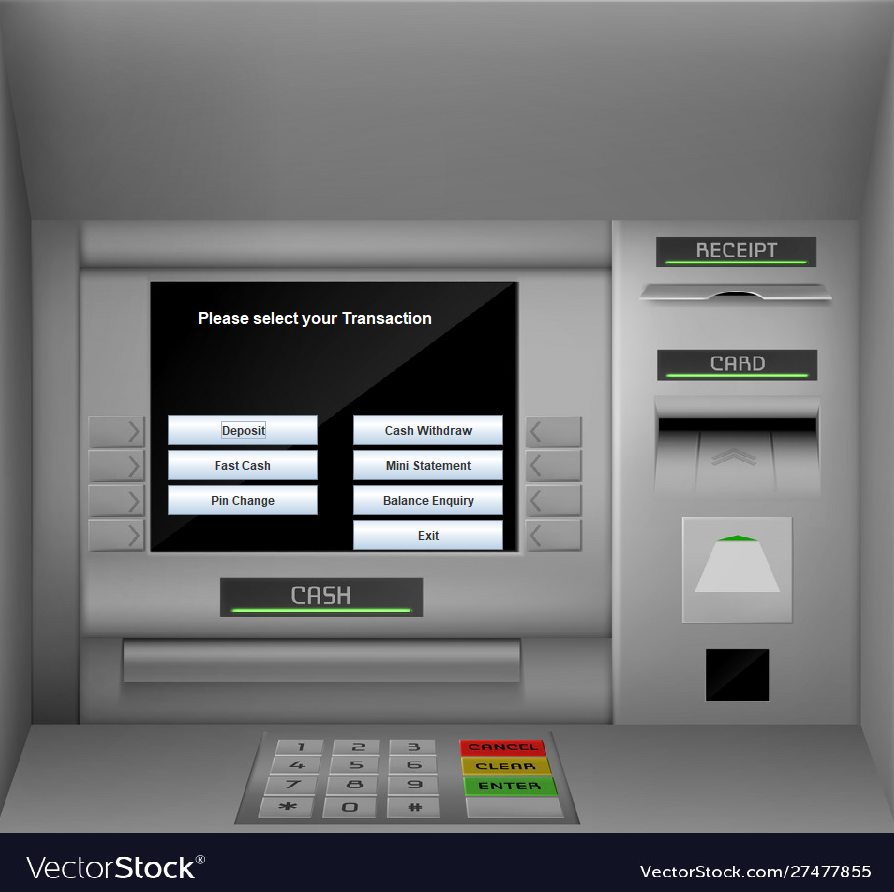 RECEIPT
Please select your Transaction
CARD
Deposit
Cash Withdraw
Fast Cash
Mini Statement
Pin Change
Balance Enquiry
Exit
CASH
1 2 3 CANCEL
4 5 6 CLEAR
7 8 9 ENTER
* 0 #
VectorStock®
VectorStock.com/27477855